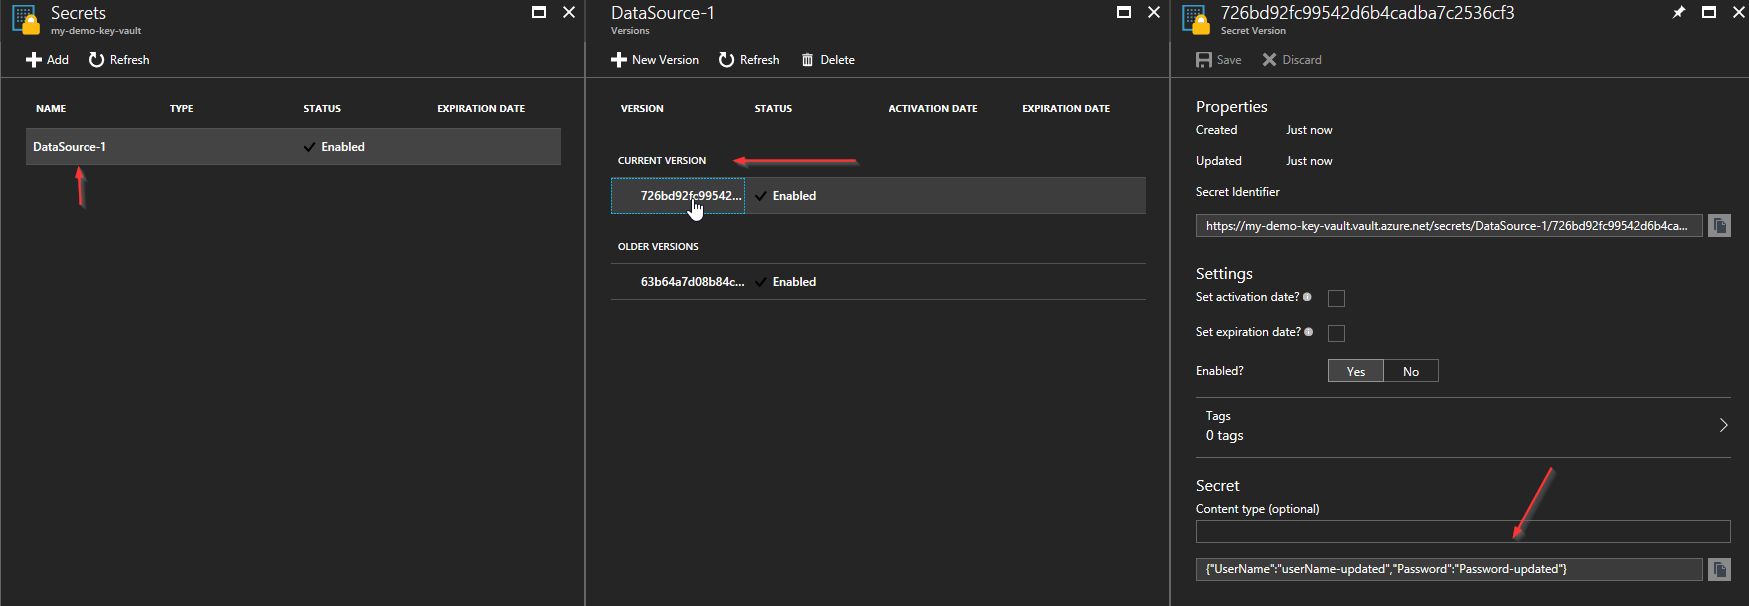 Secrets
my-demo-key-vault
Add Refresh
NAME TYPE STATUS EXPIRATION DATE
DataSource-1 Enabled
DataSource-1
Versions
New Version Refresh Delete
VERSION STATUS ACTIVATION DATE EXPIRATION DATE
CURRENT VERSION
726bd92fc99542... Enabled
OLDER VERSIONS
63b64a7d08b84c... Enabled
726bd92fc99542d6b4cadba7c2536cf3
Secret Version
Save Discard
Properties
Created Just now
Updated Just now
Secret Identifier
https://my-demo-key-vault.vault.azure.net/secrets/DataSource-1/726bd92fc99542d6b4ca...
Settings
Set activation date?
Set expiration date?
Enabled? Yes No
Tags
0 tags
Secret
Content type (optional)
{"UserName":"userName-updated","Password":"Password-updated"}